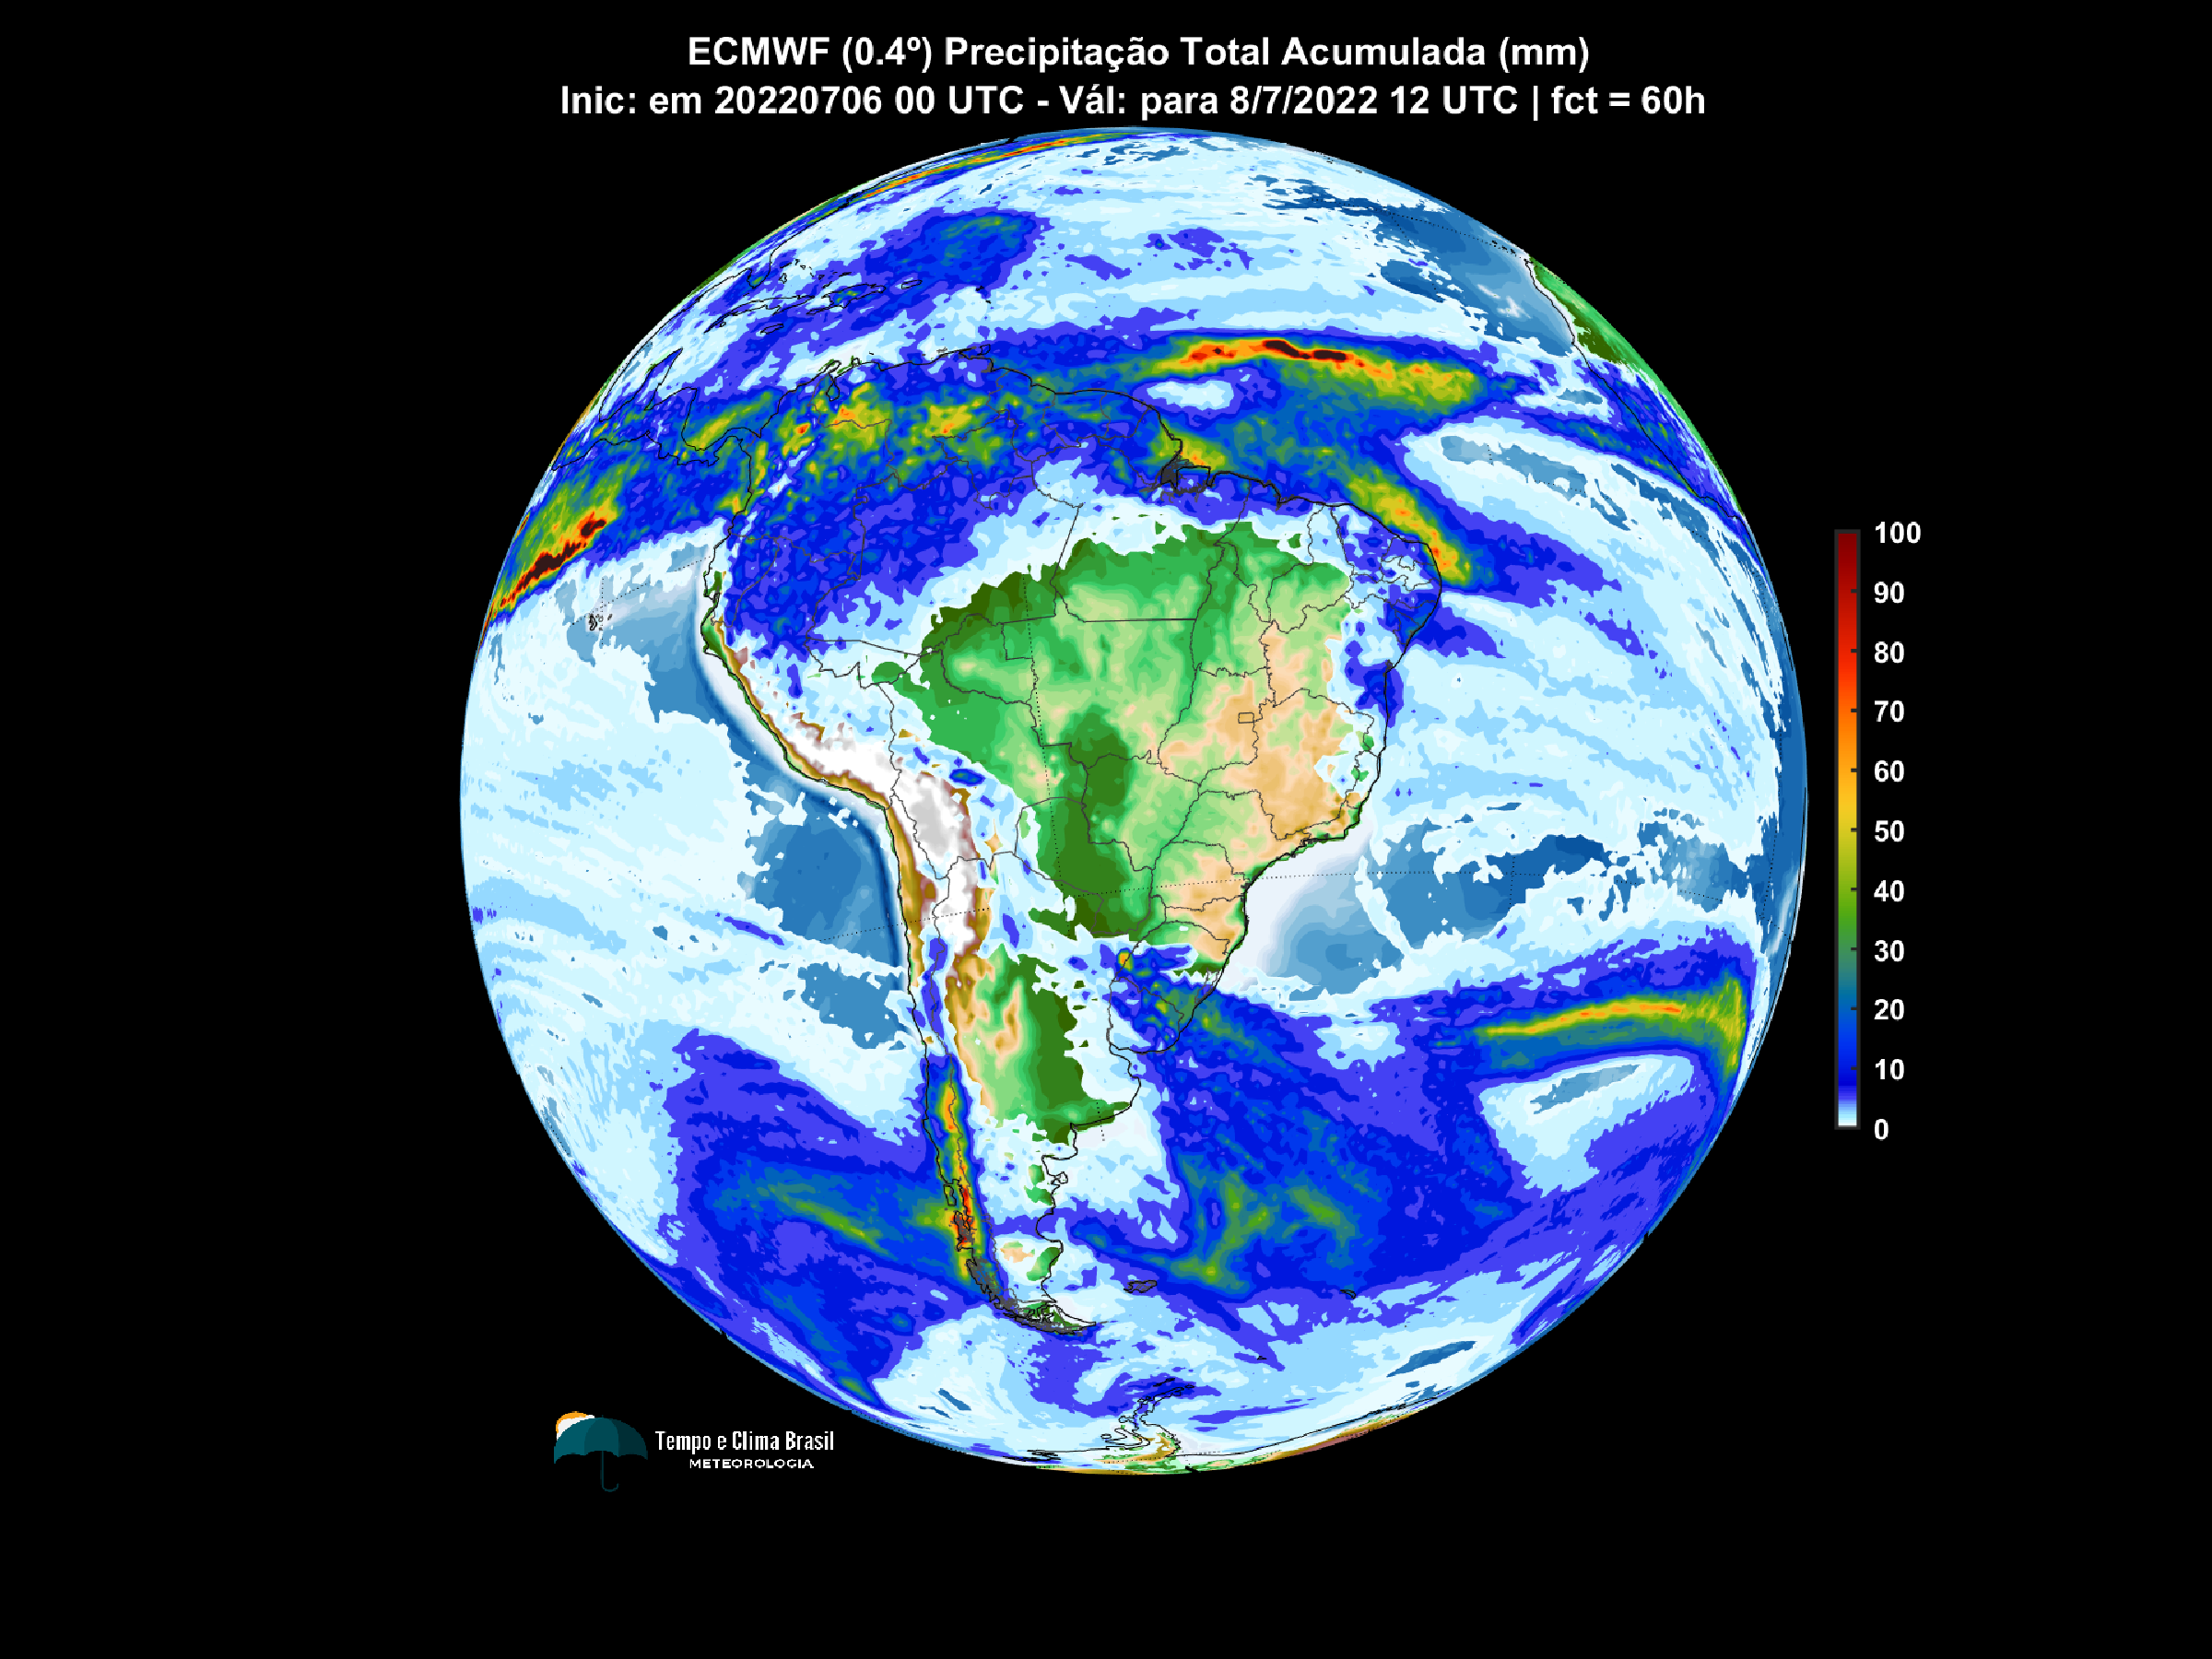 ECMWF (0.4º) Precipitação Total Acumulada (mm)
Inic: em 20220706 00 UTC - Vál: para 8/7/2022 12 UTC | fct = 60h
100
90
80
70
60
50
40
30
20
10
0
Tempo e Clima Brasil
METEOROLOGIA